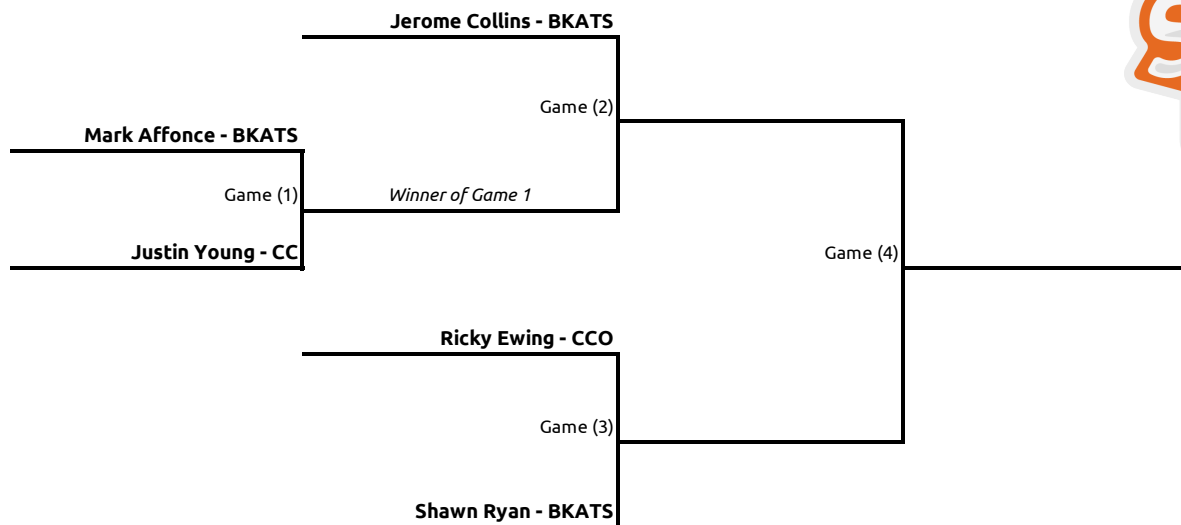 Jerome Collins - BKATS
Game (2)
Mark Affonce - BKATS
Game (1)
Winner of Game 1
Justin Young - CC
Game (4)
Ricky Ewing - CCO
Game (3)
Shawn Ryan - BKATS